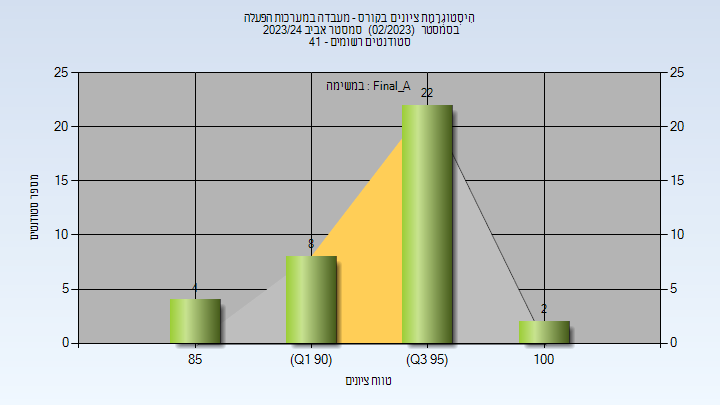 היסטוגרמת ציונים בקורס - מעבדה במערכות הפעלה
בסמסטר (02/2023) סמסטר אביב 2023/24
סטודנטים רשומים - 41
במשימה : Final_A
מספר סטודנטים
25
20
15
10
5
0
25
20
15
10
5
0
4
8
22
2
85
(Q1 90)
(Q3 95)
100
טווח ציונים